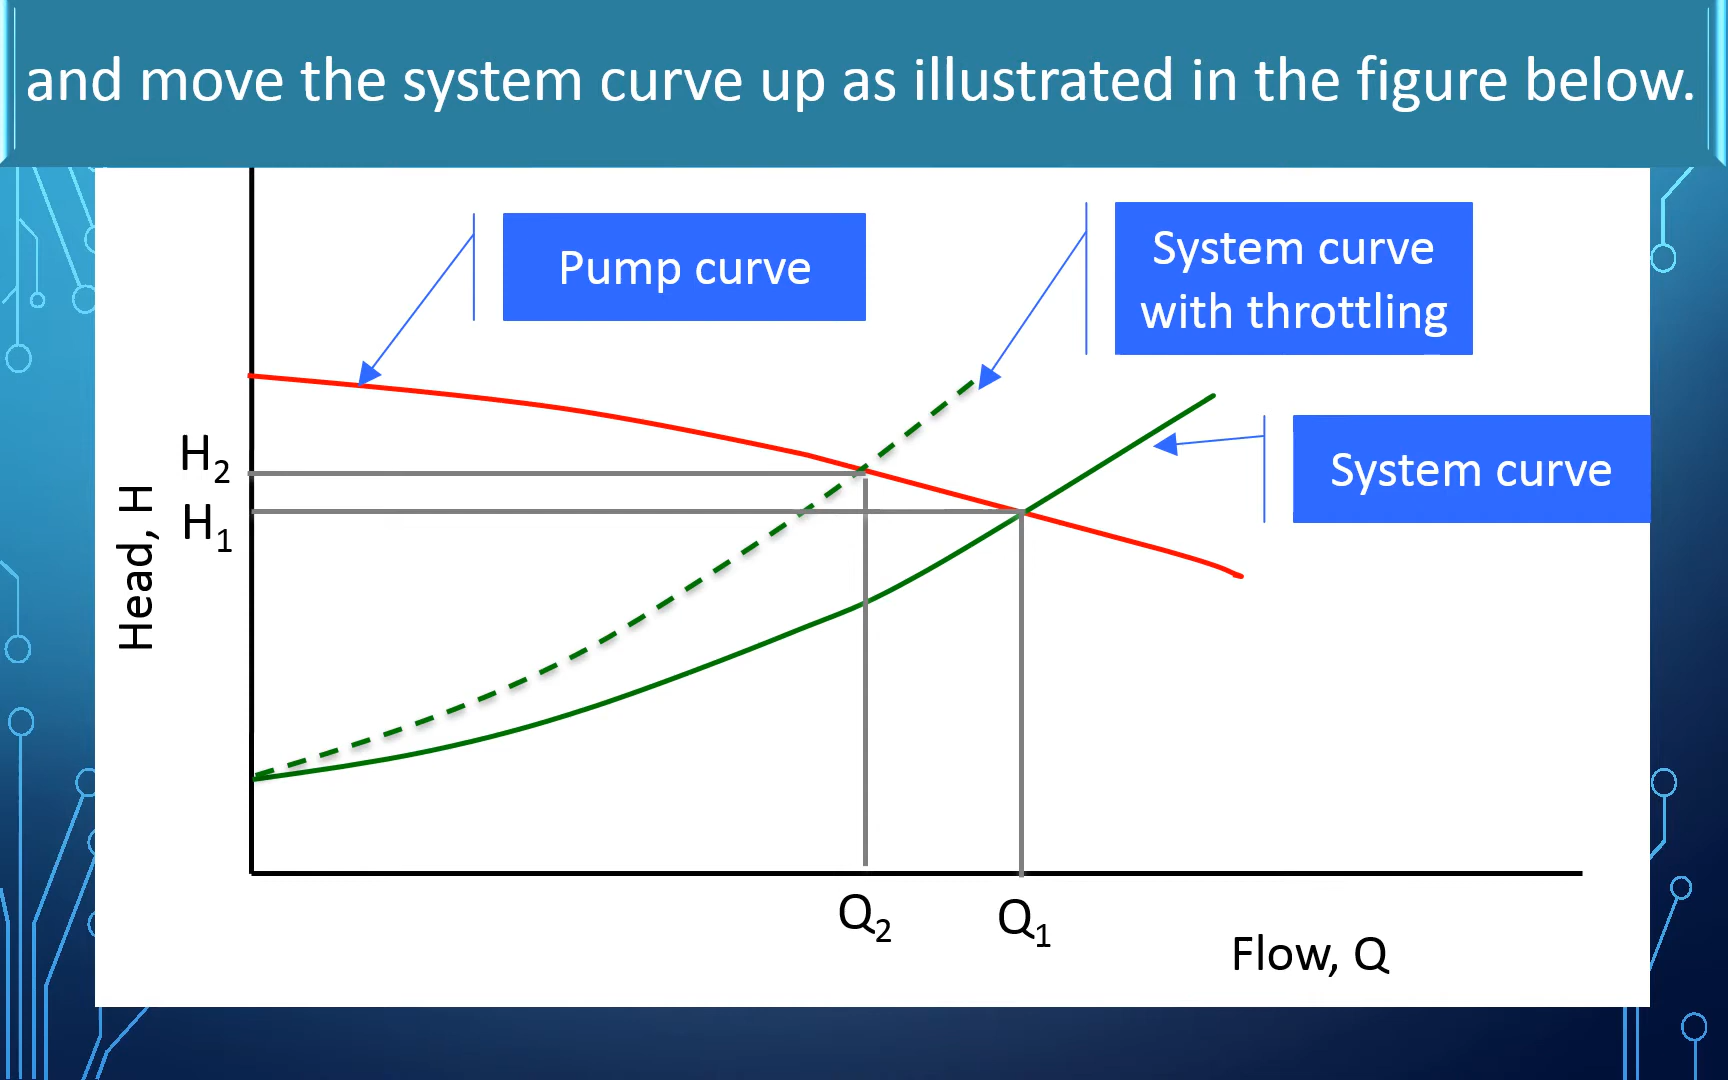 and move the system curve up as illustrated in the figure below.
Pump curve
System curve
with throttling
System curve
H2
H1
Head, H
Q2
Q1
Flow, Q